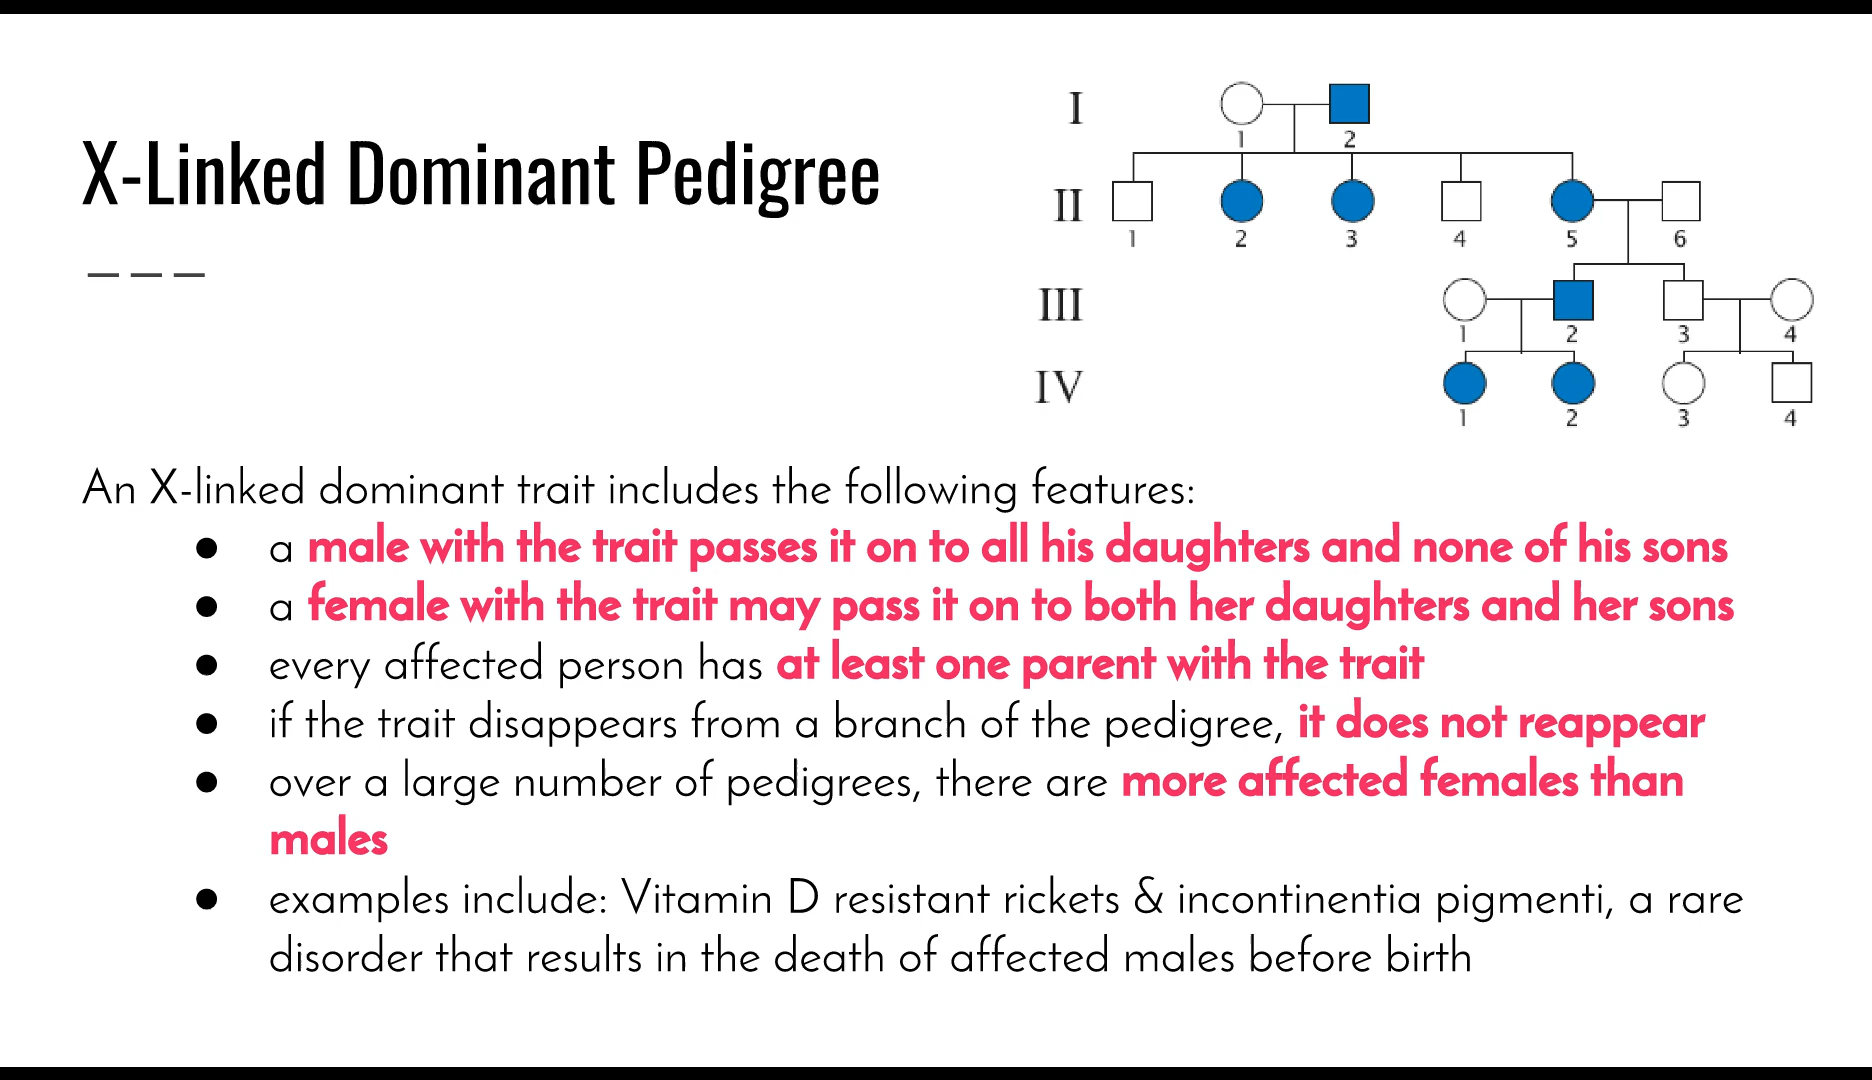 X-Linked Dominant Pedigree
I
1 2
II
1 2 3 4 5 6
III
1 2 3 4
IV
1 2 3 4
An X-linked dominant trait includes the following features:
● a male with the trait passes it on to all his daughters and none of his sons
● a female with the trait may pass it on to both her daughters and her sons
● every affected person has at least one parent with the trait
● if the trait disappears from a branch of the pedigree, it does not reappear
● over a large number of pedigrees, there are more affected females than
males
● examples include: Vitamin D resistant rickets & incontinentia pigmenti, a rare
disorder that results in the death of affected males before birth